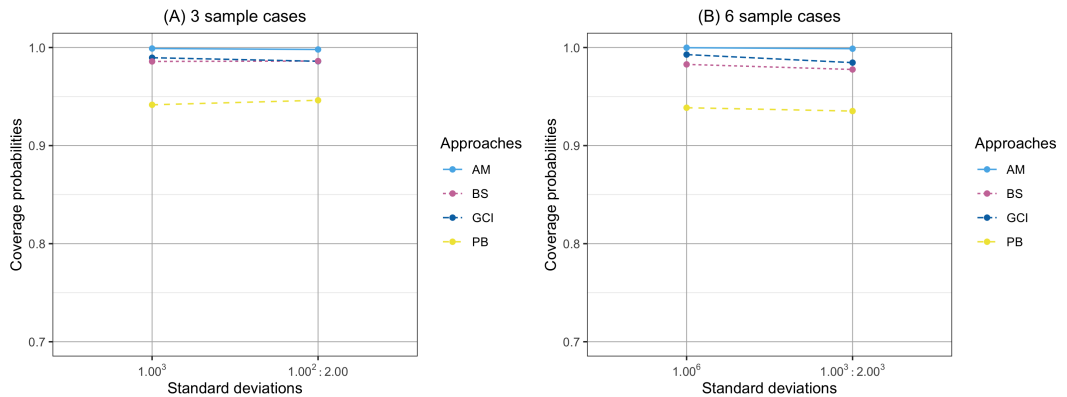 (A) 3 sample cases
Coverage probabilities
1.0
0.9
0.8
0.7
1.00³
1.00²: 2.00
Standard deviations
Approaches
AM
BS
GCI
PB
(B) 6 sample cases
Coverage probabilities
1.0
0.9
0.8
0.7
1.00⁶
1.00³: 2.00³
Standard deviations
Approaches
AM
BS
GCI
PB